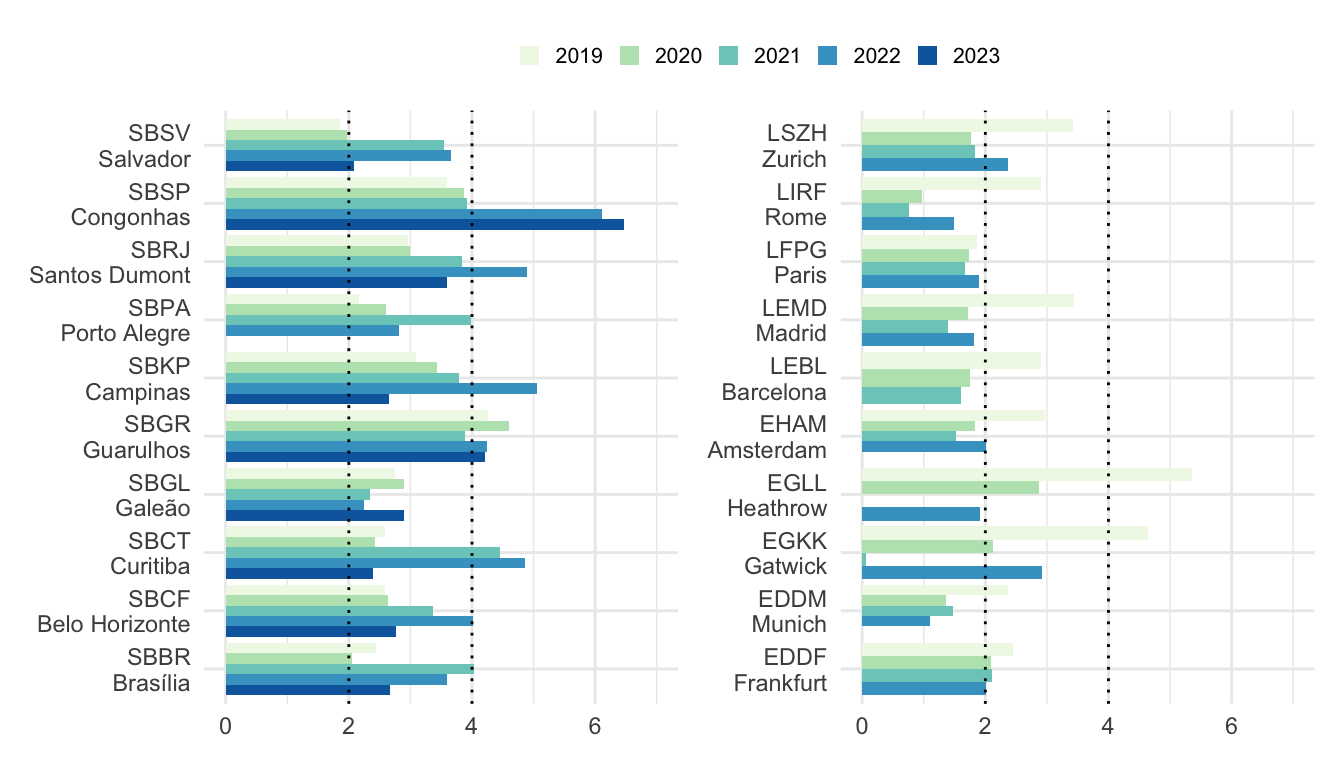 2019 2020 2021 2022 2023
SBSV
Salvador
SBSP
Congonhas
SBRJ
Santos Dumont
SBPA
Porto Alegre
SBKP
Campinas
SBGR
Guarulhos
SBGL
Galeão
SBCT
Curitiba
SBCF
Belo Horizonte
SBBR
Brasília
0 2 4 6
LSZH
Zurich
LIRF
Rome
LFPG
Paris
LEMD
Madrid
LEBL
Barcelona
EHAM
Amsterdam
EGLL
Heathrow
EGKK
Gatwick
EDDM
Munich
EDDF
Frankfurt
0 2 4 6